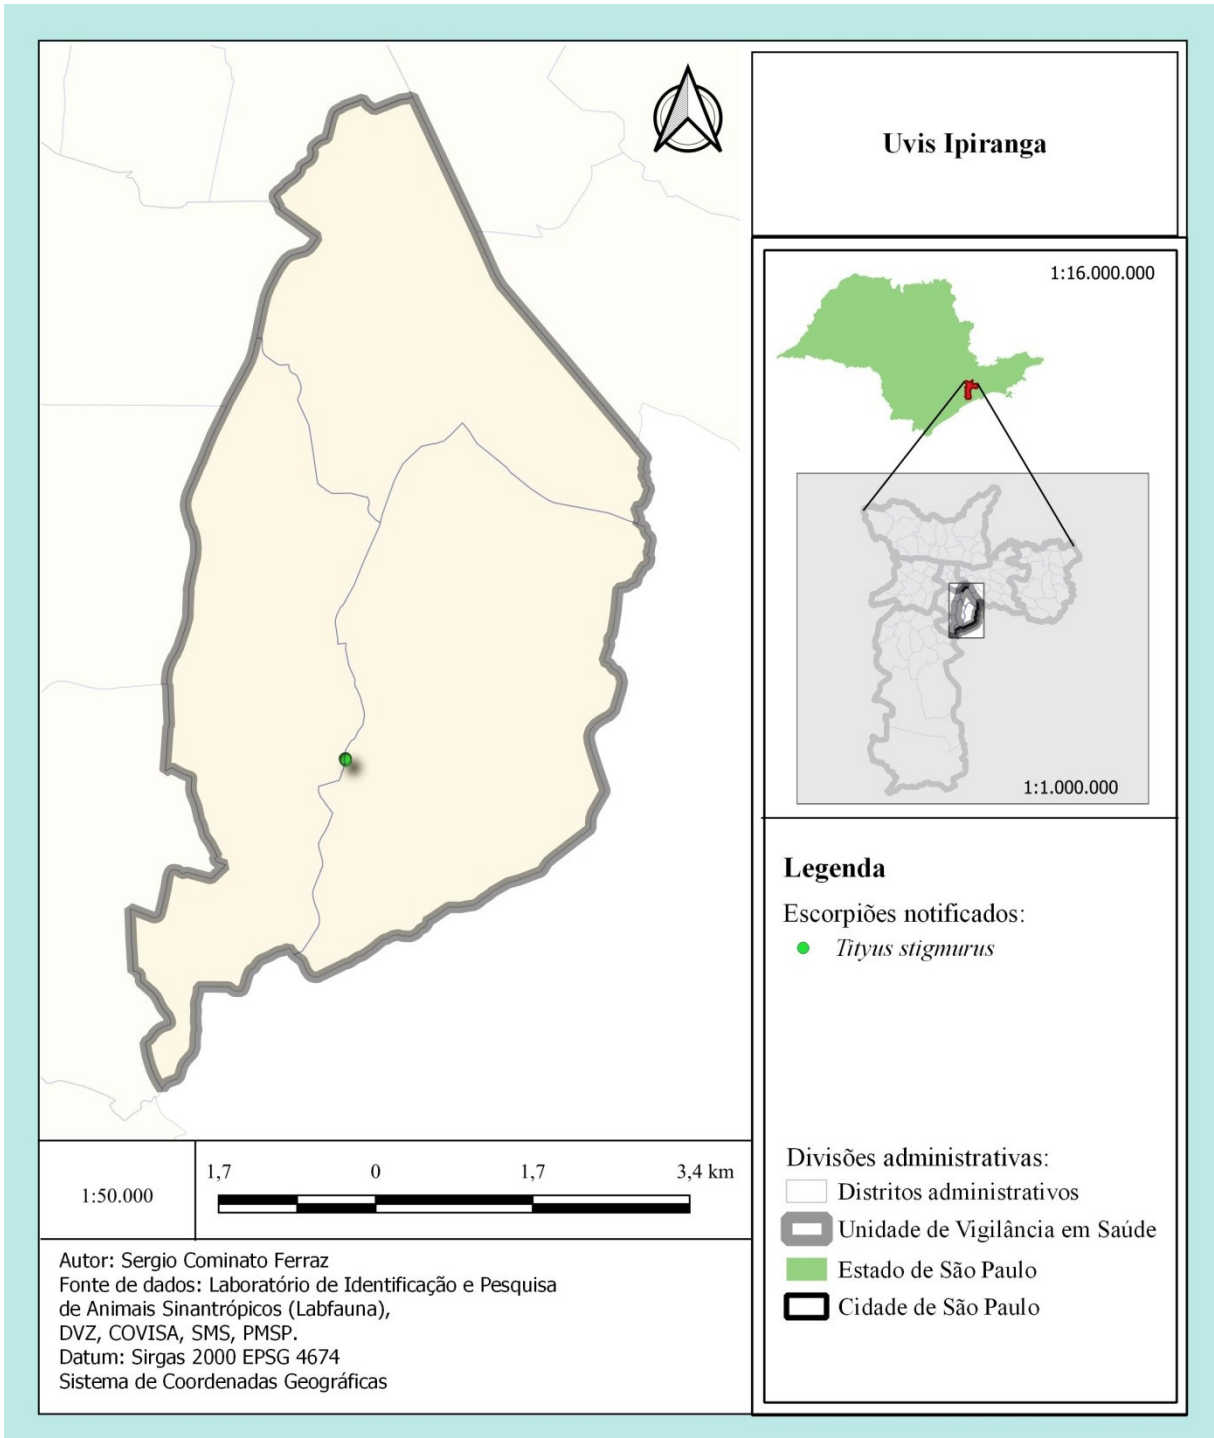 Uvis Ipiranga
1:16.000.000
1:1.000.000
Legenda
Escorpiões notificados:
Tityus stigmurus
Divisões administrativas:
Distritos administrativos
Unidade de Vigilância em Saúde
Estado de São Paulo
Cidade de São Paulo
1:50.000
1,7 0 1,7 3,4 km
Autor: Sergio Cominato Ferraz
Fonte de dados: Laboratório de Identificação e Pesquisa
de Animais Sinantrópicos (Labfauna),
DVZ, COVISA, SMS, PMSP.
Datum: Sirgas 2000 EPSG 4674
Sistema de Coordenadas Geográficas